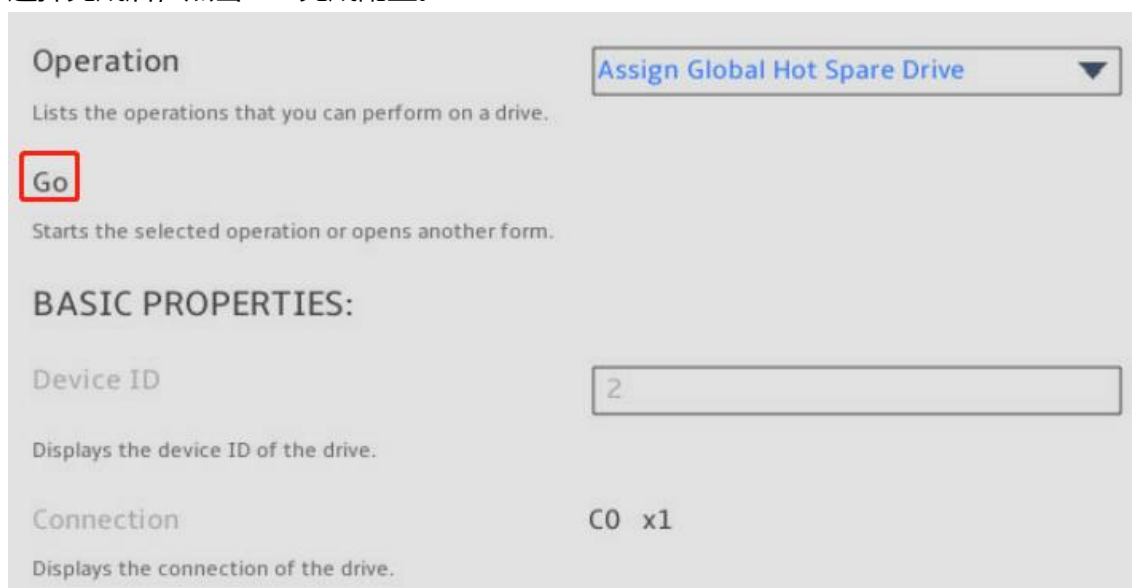 Operation
Assign Global Hot Spare Drive
Lists the operations that you can perform on a drive.
Go
Starts the selected operation or opens another form.
BASIC PROPERTIES:
Device ID
2
Displays the device ID of the drive.
Connection
C0 x1
Displays the connection of the drive.